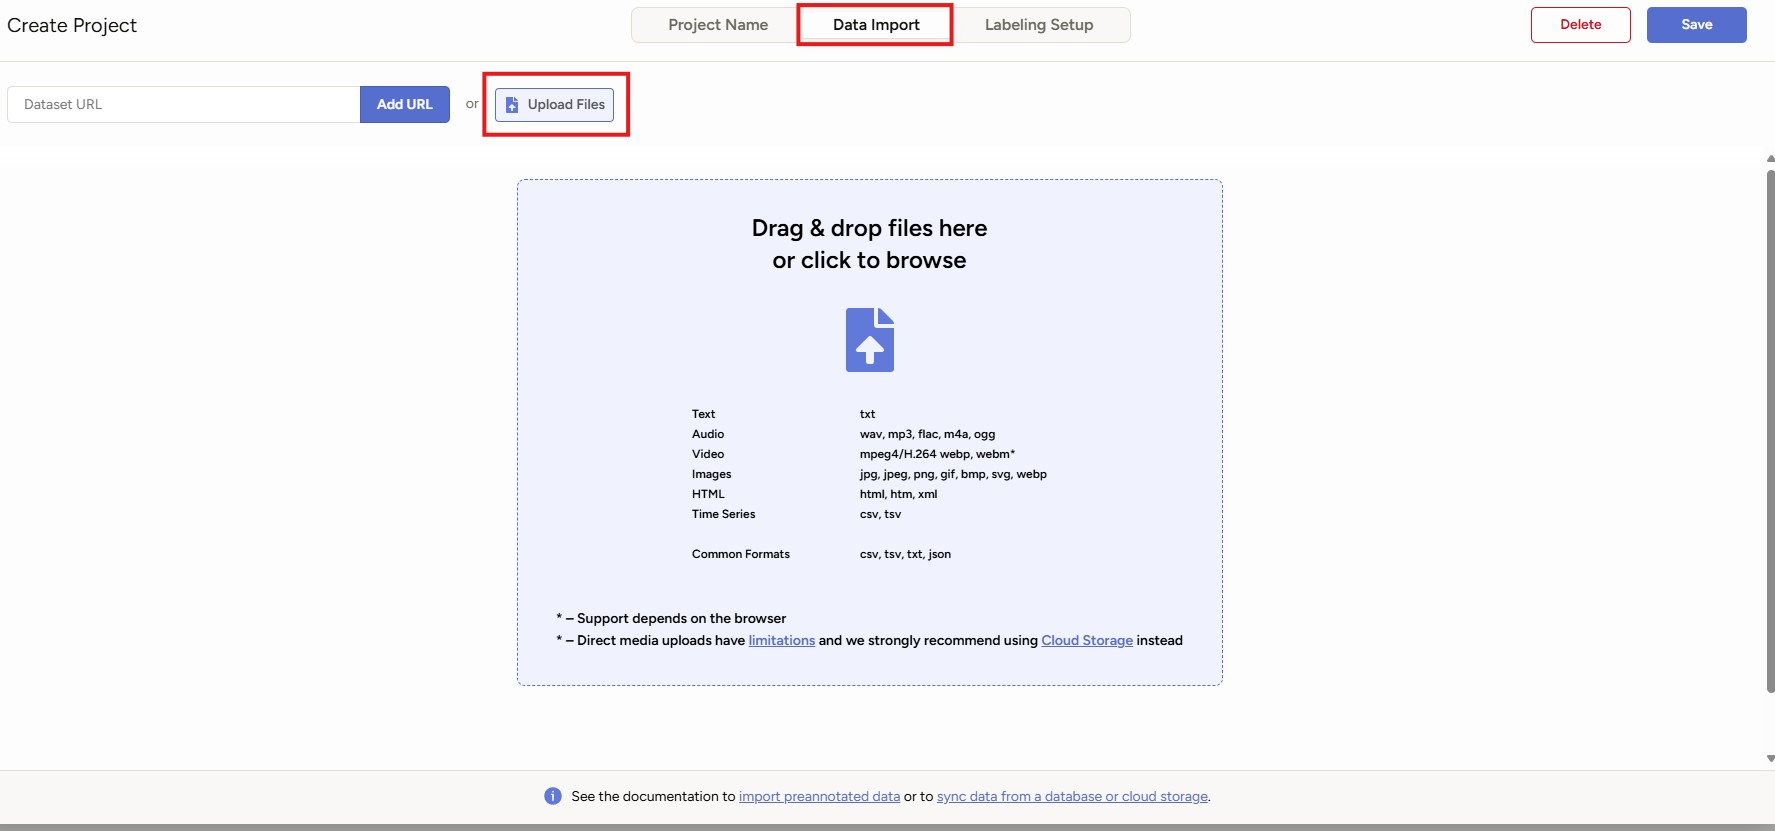 Create Project
Project Name
Data Import
Labeling Setup
Delete
Save
Dataset URL
Add URL
or
Upload Files
Drag & drop files here
or click to browse
Text txt
Audio wav, mp3, flac, m4a, ogg
Video mpeg4/H.264 webp, webm*
Images jpg, jpeg, png, gif, bmp, svg, webp
HTML html, htm, xml
Time Series csv, tsv
Common Formats csv, tsv, txt, json
* – Support depends on the browser
* – Direct media uploads have limitations and we strongly recommend using Cloud Storage instead
See the documentation to import preannotated data or to sync data from a database or cloud storage.